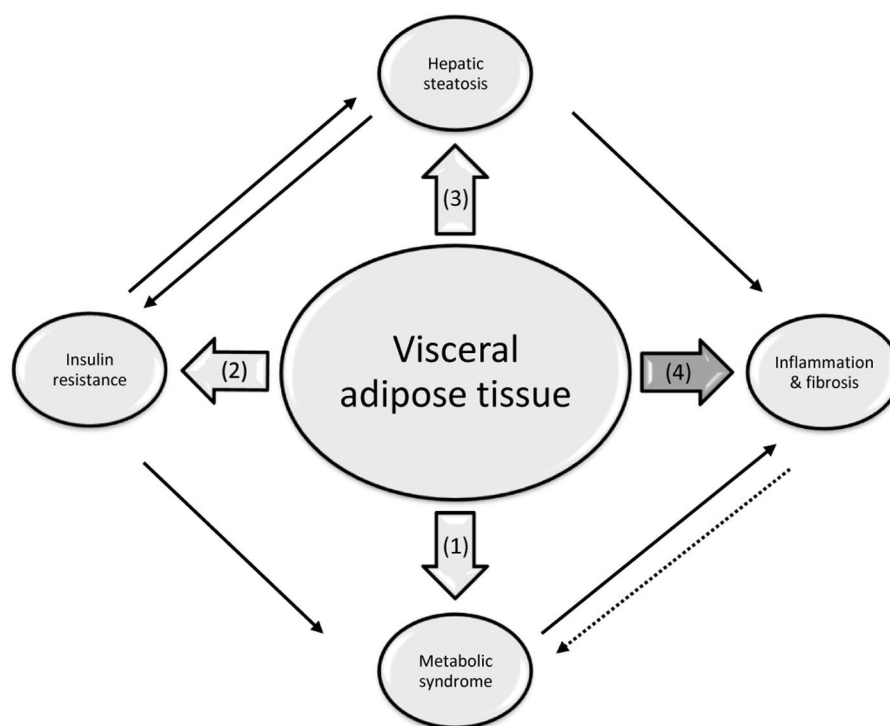 Hepatic
steatosis
(3)
Insulin
resistance
(2)
Visceral
adipose tissue
(4)
Inflammation
& fibrosis
(1)
Metabolic
syndrome